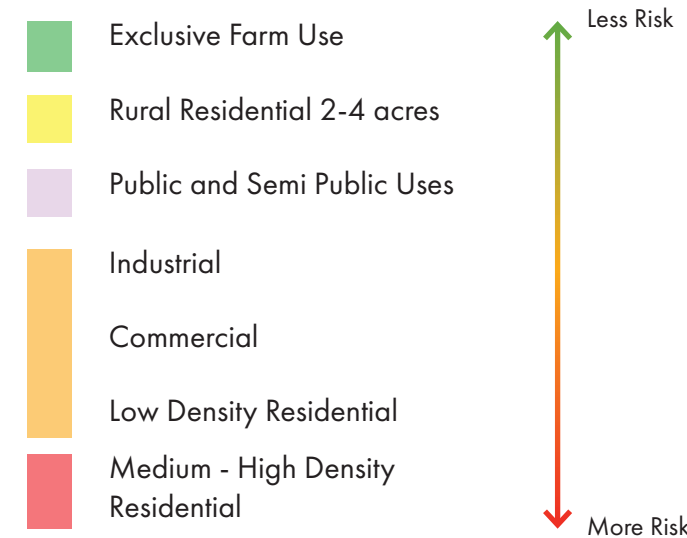 Less Risk
Exclusive Farm Use
Rural Residential 2-4 acres
Public and Semi Public Uses
Industrial
Commercial
Low Density Residential
Medium - High Density
Residential
More Risk